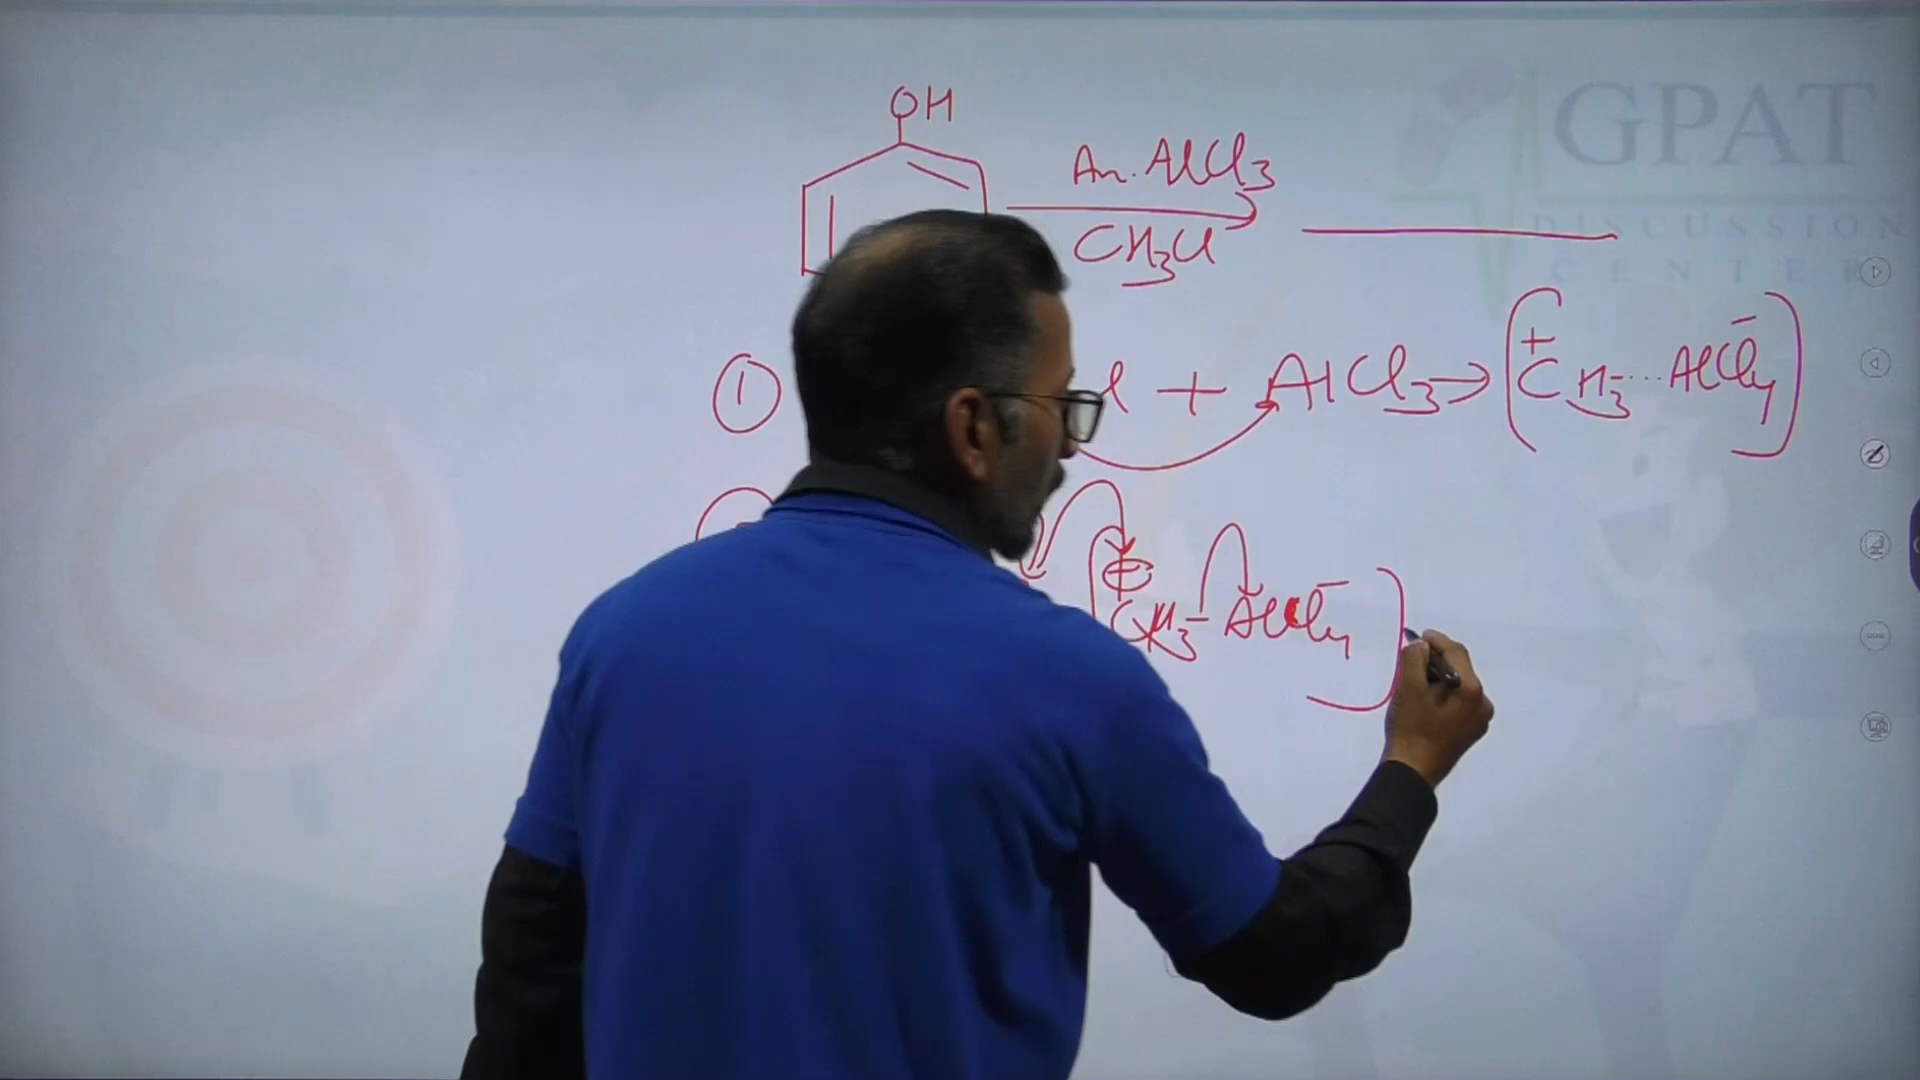 OH
An. AlCl3
CH3Cl
GPAT
DISCUSSION
CENTER
1 l + AlCl3 → [+CH3 ... AlCl4-]
+ CH3 - AlCl4-]